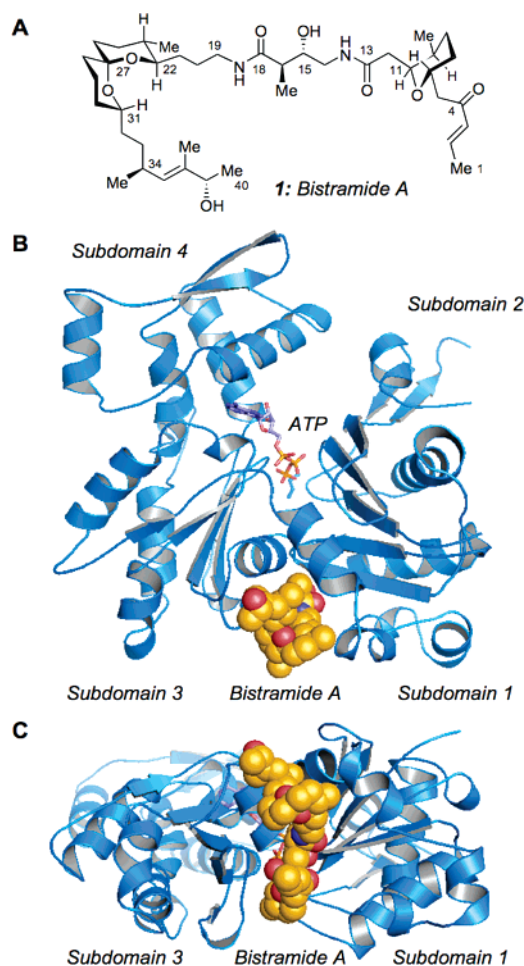 A
H
Me
19
O
OH
H
N
O
13
Me
H
27
O
H
22
18
15
N
H
11
O
H
O
4
O
31
H
Me
Me
34
Me
40
OH
Me
1
1: Bistramide A
B
Subdomain 4
Subdomain 2
ATP
Subdomain 3
Bistramide A
Subdomain 1
C
Subdomain 3
Bistramide A
Subdomain 1